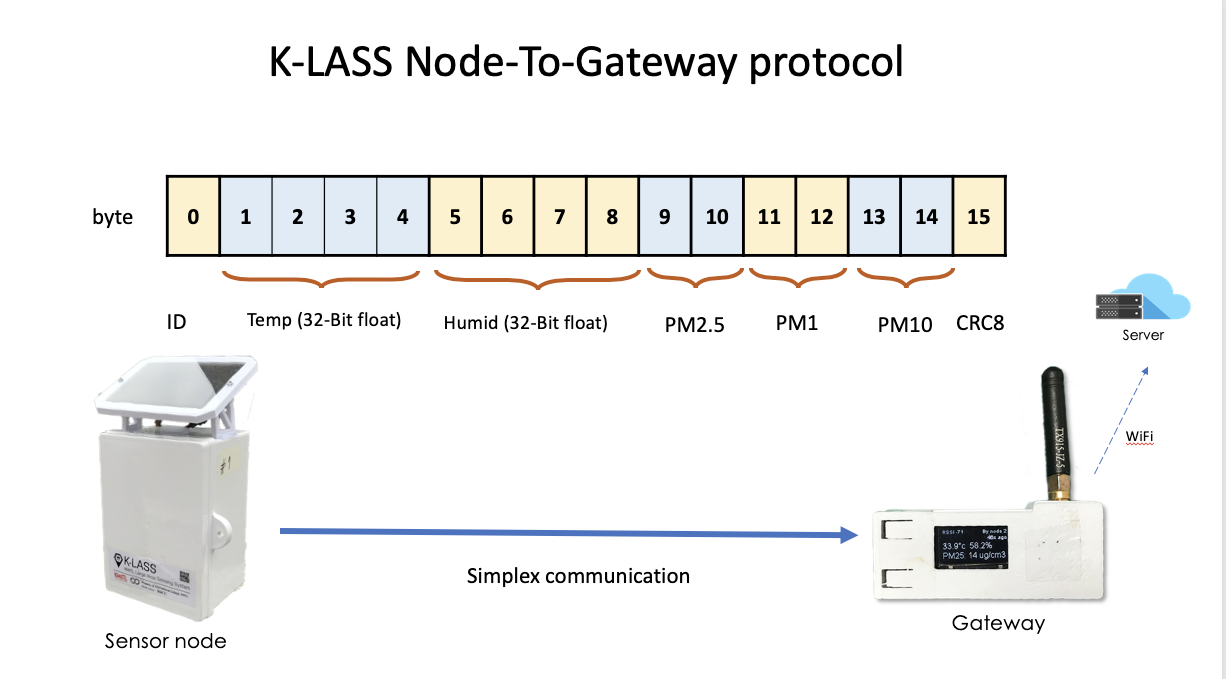 K-LASS Node-To-Gateway protocol
byte 0 1 2 3 4 5 6 7 8 9 10 11 12 13 14 15
ID Temp (32-Bit float) Humid (32-Bit float) PM2.5 PM1 PM10 CRC8
Server
WiFi
TX915-JZ-5
#1
K-LASS
RSSI -71 By node 2
40s ago
33.9°c 58.2%
PM25: 14 ug/cm3
Simplex communication
Gateway
Sensor node